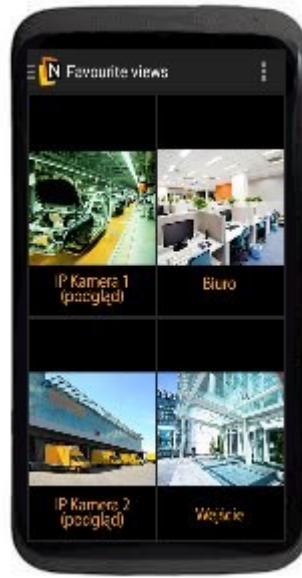 N Favourite views
IP Kamera 1
(podgląd)
Biuro
IP Kamera 2
(podgląd)
Wejście